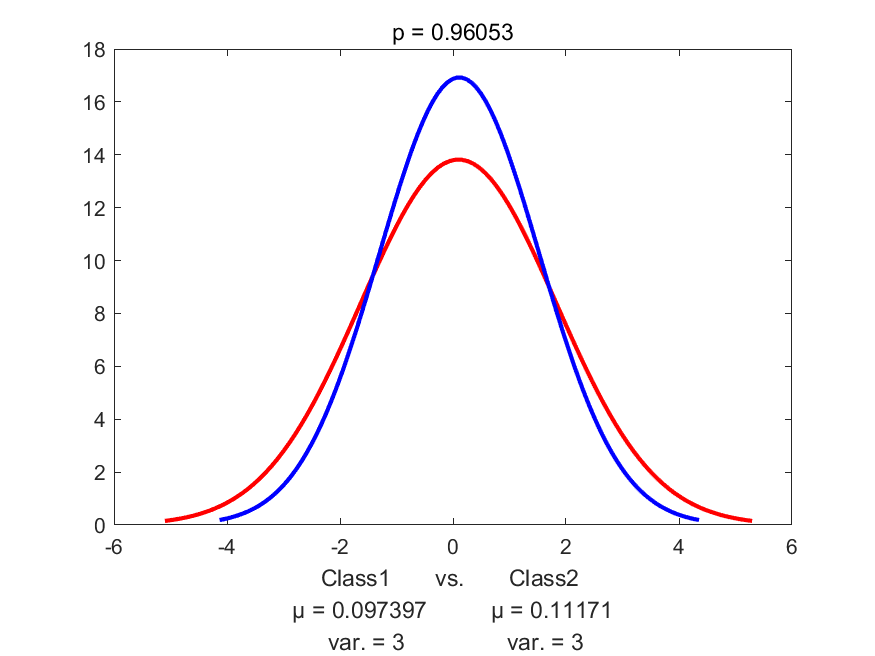 p = 0.96053
18
16
14
12
10
8
6
4
2
0
-6 -4 -2 0 2 4 6
Class1 vs. Class2
μ = 0.097397 μ = 0.11171
var. = 3 var. = 3